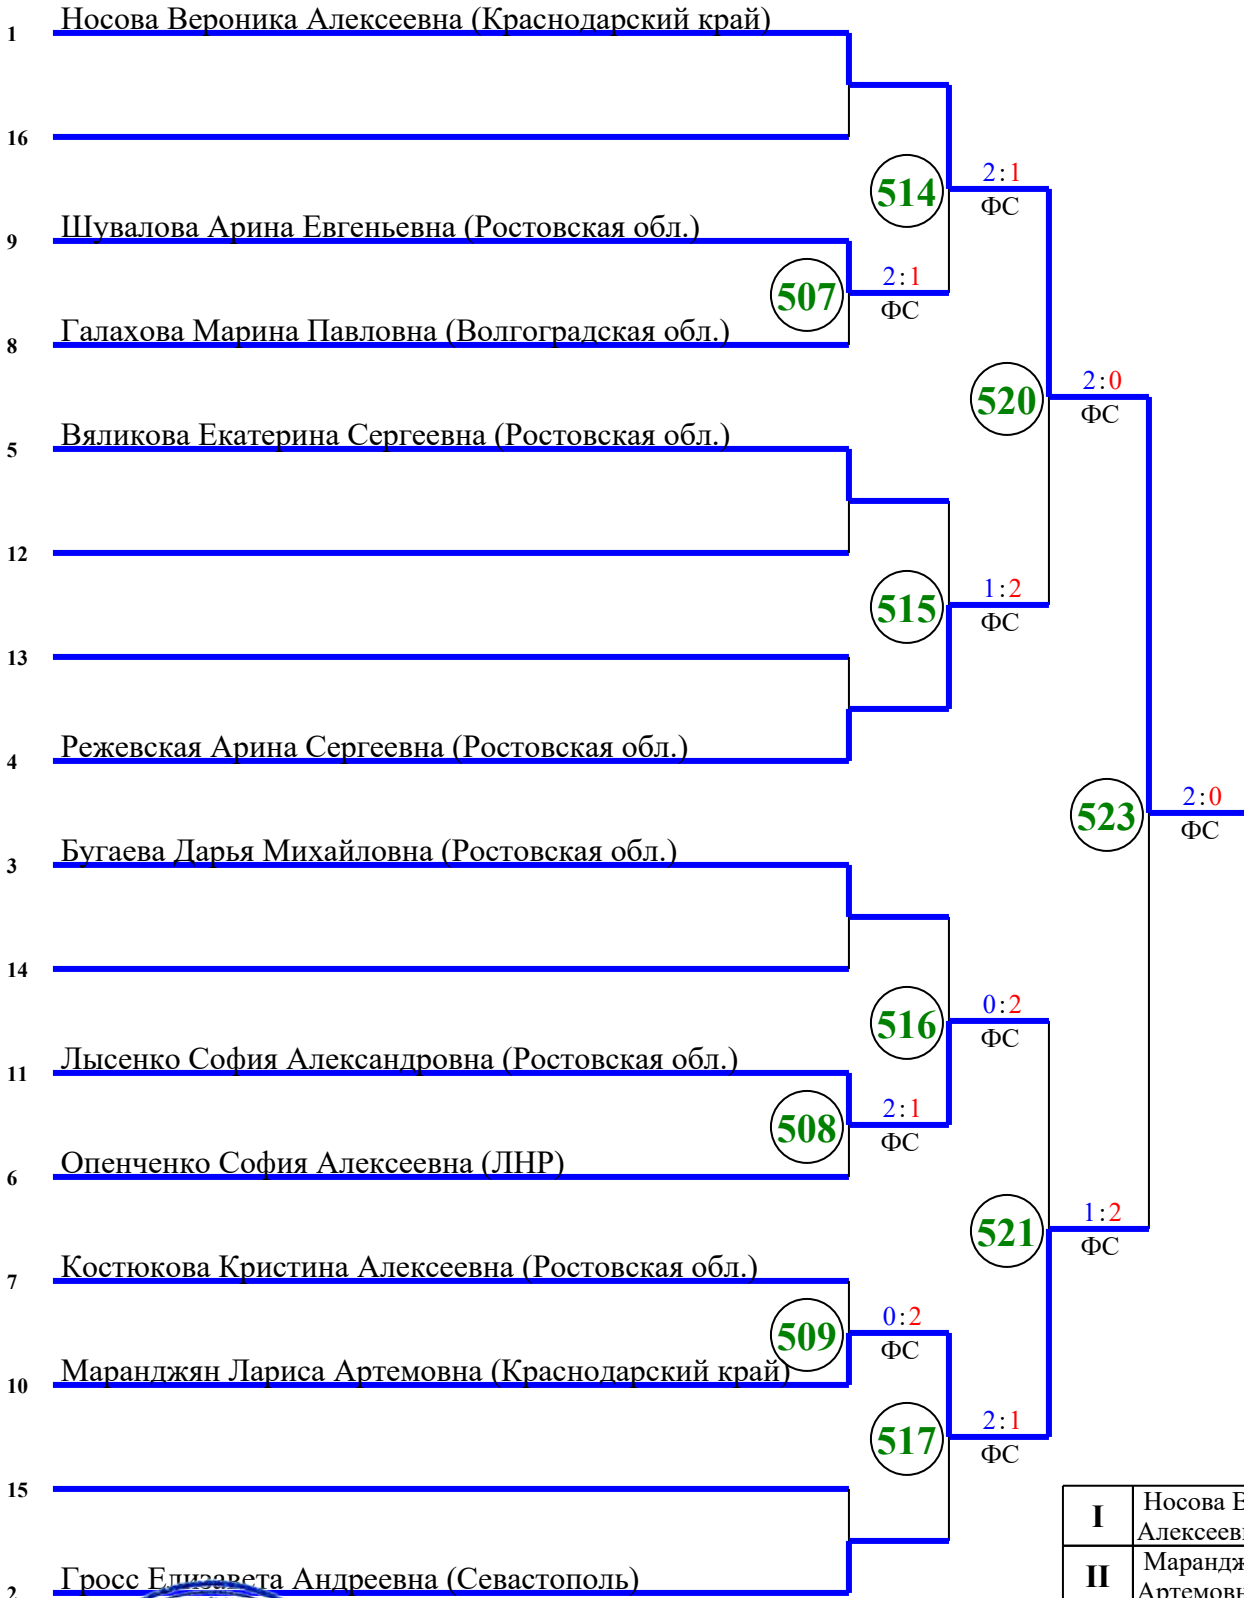 1 Носова Вероника Алексеевна (Краснодарский край)
16
514 2:1
ФС
9 Шувалова Арина Евгеньевна (Ростовская обл.)
507 2:1
ФС
8 Галахова Марина Павловна (Волгоградская обл.)
520 2:0
ФС
5 Вяликова Екатерина Сергеевна (Ростовская обл.)
12
515 1:2
ФС
13
4 Режевская Арина Сергеевна (Ростовская обл.)
523 2:0
ФС
3 Бугаева Дарья Михайловна (Ростовская обл.)
14
516 0:2
ФС
11 Лысенко София Александровна (Ростовская обл.)
508 2:1
ФС
6 Опенченко София Алексеевна (ЛНР)
521 1:2
ФС
7 Костюкова Кристина Алексеевна (Ростовская обл.)
509 0:2
ФС
10 Маранджян Лариса Артемовна (Краснодарский край)
517 2:1
ФС
15
I Носова В
Алексеев
2 Гросс Елизавета Андреевна (Севастополь)
II Марандж
Артемовн